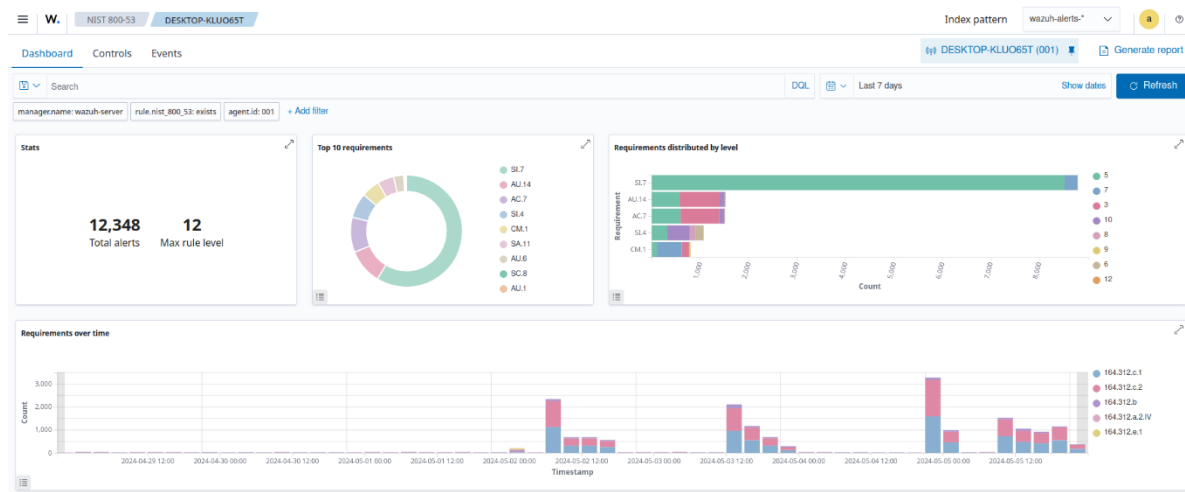 W. NIST 800-53 DESKTOP-KLUO65T Index pattern wazuh-alerts-* a
Dashboard Controls Events DESKTOP-KLUO65T (001) Generate report
Search DQL Last 7 days Show dates Refresh
manager.name: wazuh-server rule.nist_800_53: exists agent.id: 001 + Add filter
Stats
12,348 12
Total alerts Max rule level
Top 10 requirements
SI.7
AU.14
AC.7
SI.4
CM.1
SA.11
AU.6
SC.8
AU.1
Requirements distributed by level
Requirement
SI.7
AU.14
AC.7
SI.4
CM.1
1,000 2,000 3,000 4,000 5,000 6,000 7,000 8,000
Count
5
7
3
10
8
9
6
12
Requirements over time
Count
3,000
2,000
1,000
0
2024-04-29 12:00 2024-04-30 00:00 2024-04-30 12:00 2024-05-01 00:00 2024-05-01 12:00 2024-05-02 00:00 2024-05-02 12:00 2024-05-03 00:00 2024-05-03 12:00 2024-05-04 00:00 2024-05-04 12:00 2024-05-05 00:00 2024-05-05 12:00
Timestamp
164.312.c.1
164.312.c.2
164.312.b
164.312.a.2.IV
164.312.e.1